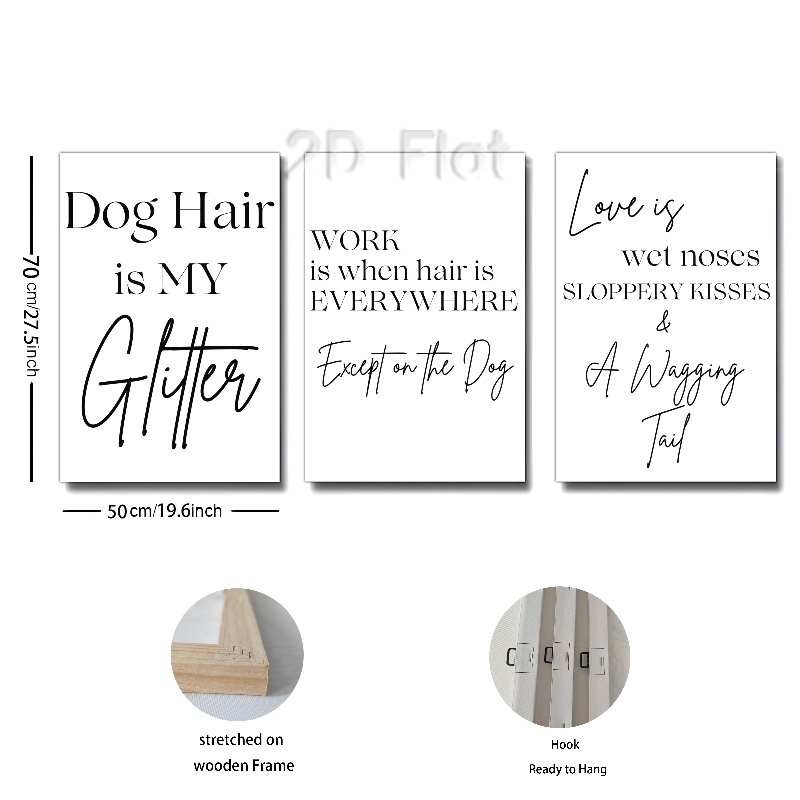 2D Flat
Dog Hair
is MY
Glitter
WORK
is when hair is
EVERYWHERE
Except on the Dog
Love is
wet noses
SLOPPERY KISSES
&
A Wagging
Tail
70 cm/27.5inch
50 cm/19.6inch
stretched on
wooden Frame
Hook
Ready to Hang